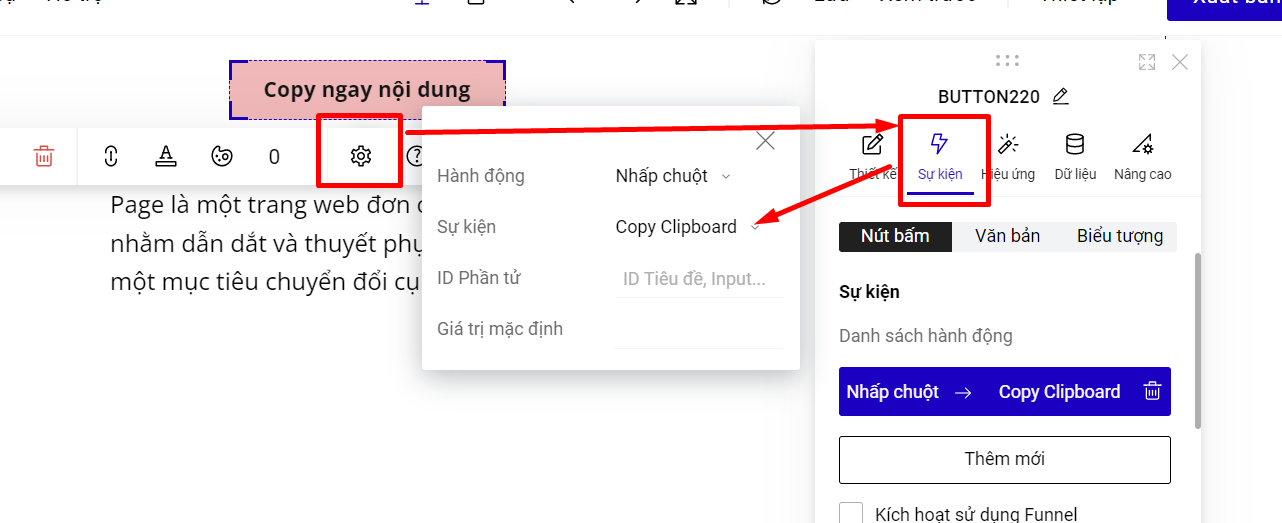 Copy ngay nội dung
BUTTON220
Thiết kế
Sự kiện
Hiệu ứng
Dữ liệu
Nâng cao
0
Page là một trang web đơn
nhằm dẫn dắt và thuyết phụ
một mục tiêu chuyển đổi cụ
Hành động
Nhấp chuột
Sự kiện
Copy Clipboard
ID Phần tử
ID Tiêu đề, Input...
Giá trị mặc định
Nút bấm
Văn bản
Biểu tượng
Sự kiện
Danh sách hành động
Nhấp chuột → Copy Clipboard
Thêm mới
Kích hoạt sử dụng Funnel